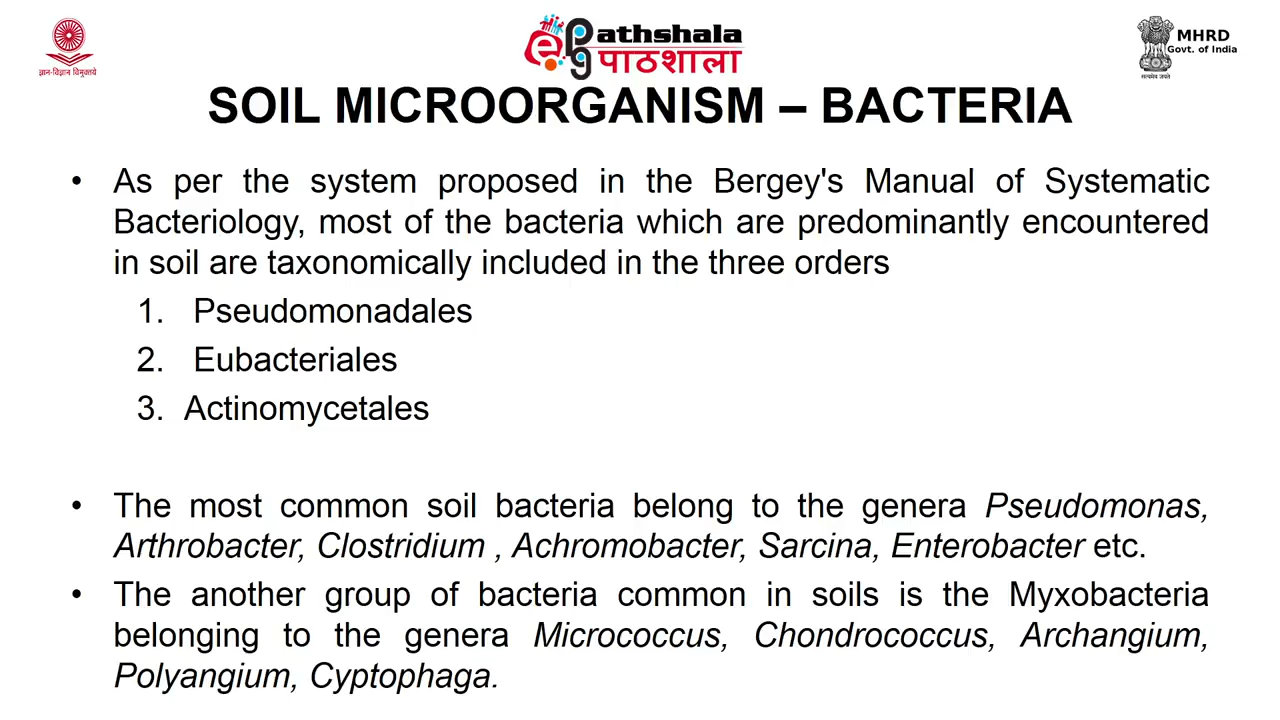 ज्ञान-विज्ञान विमुक्तये
ePathshala
पाठशाला
MHRD
Govt. of India
सत्यमेव जयते
SOIL MICROORGANISM – BACTERIA
• As per the system proposed in the Bergey's Manual of Systematic
Bacteriology, most of the bacteria which are predominantly encountered
in soil are taxonomically included in the three orders
1. Pseudomonadales
2. Eubacteriales
3. Actinomycetales
• The most common soil bacteria belong to the genera Pseudomonas,
Arthrobacter, Clostridium , Achromobacter, Sarcina, Enterobacter etc.
• The another group of bacteria common in soils is the Myxobacteria
belonging to the genera Micrococcus, Chondrococcus, Archangium,
Polyangium, Cyptophaga.